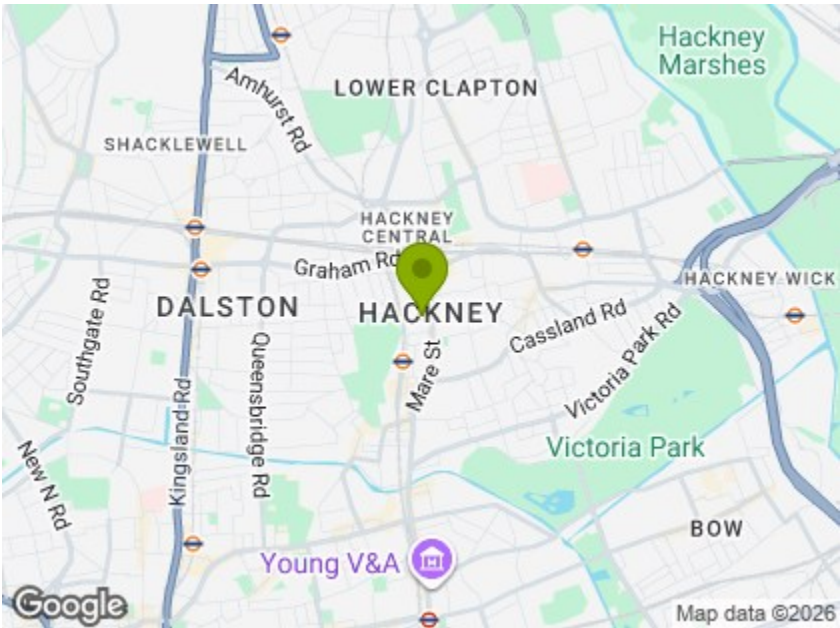 Hackney
Marshes
LOWER CLAPTON
Amhurst Rd
SHACKLEWELL
HACKNEY
CENTRAL
Graham Rd
HACKNEY WICK
DALSTON
HACKNEY
Cassland Rd
Southgate Rd
Queensbridge Rd
Mare St
Victoria Park Rd
Kingsland Rd
Victoria Park
New N Rd
BOW
Young V&A
Google
Map data ©2026